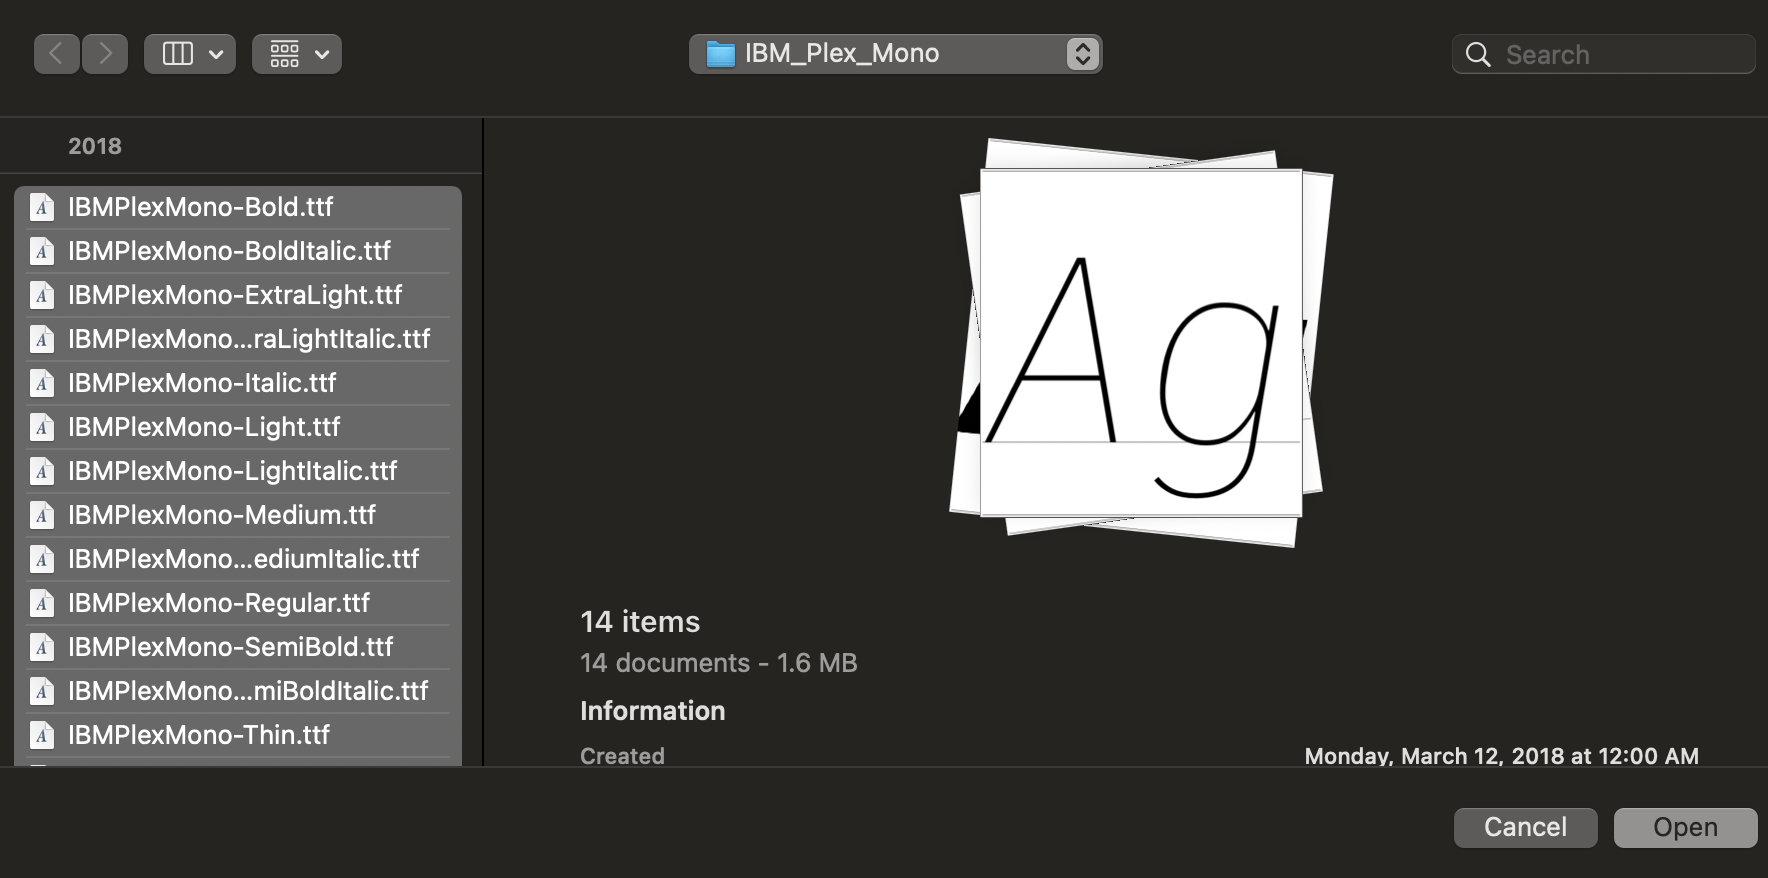 IBM_Plex_Mono
Search
2018
IBMPlexMono-Bold.ttf
IBMPlexMono-BoldItalic.ttf
IBMPlexMono-ExtraLight.ttf
IBMPlexMono...raLightItalic.ttf
IBMPlexMono-Italic.ttf
IBMPlexMono-Light.ttf
IBMPlexMono-LightItalic.ttf
IBMPlexMono-Medium.ttf
IBMPlexMono...ediumItalic.ttf
IBMPlexMono-Regular.ttf
IBMPlexMono-SemiBold.ttf
IBMPlexMono...miBoldItalic.ttf
IBMPlexMono-Thin.ttf
Ag
14 items
14 documents - 1.6 MB
Information
Created Monday, March 12, 2018 at 12:00 AM
Cancel Open